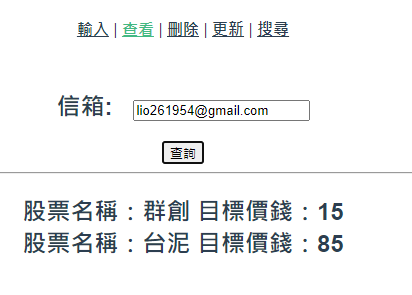 輸入 | 查看 | 刪除 | 更新 | 搜尋
信箱: lio261954@gmail.com
查詢
股票名稱：群創 目標價錢：15
股票名稱：台泥 目標價錢：85